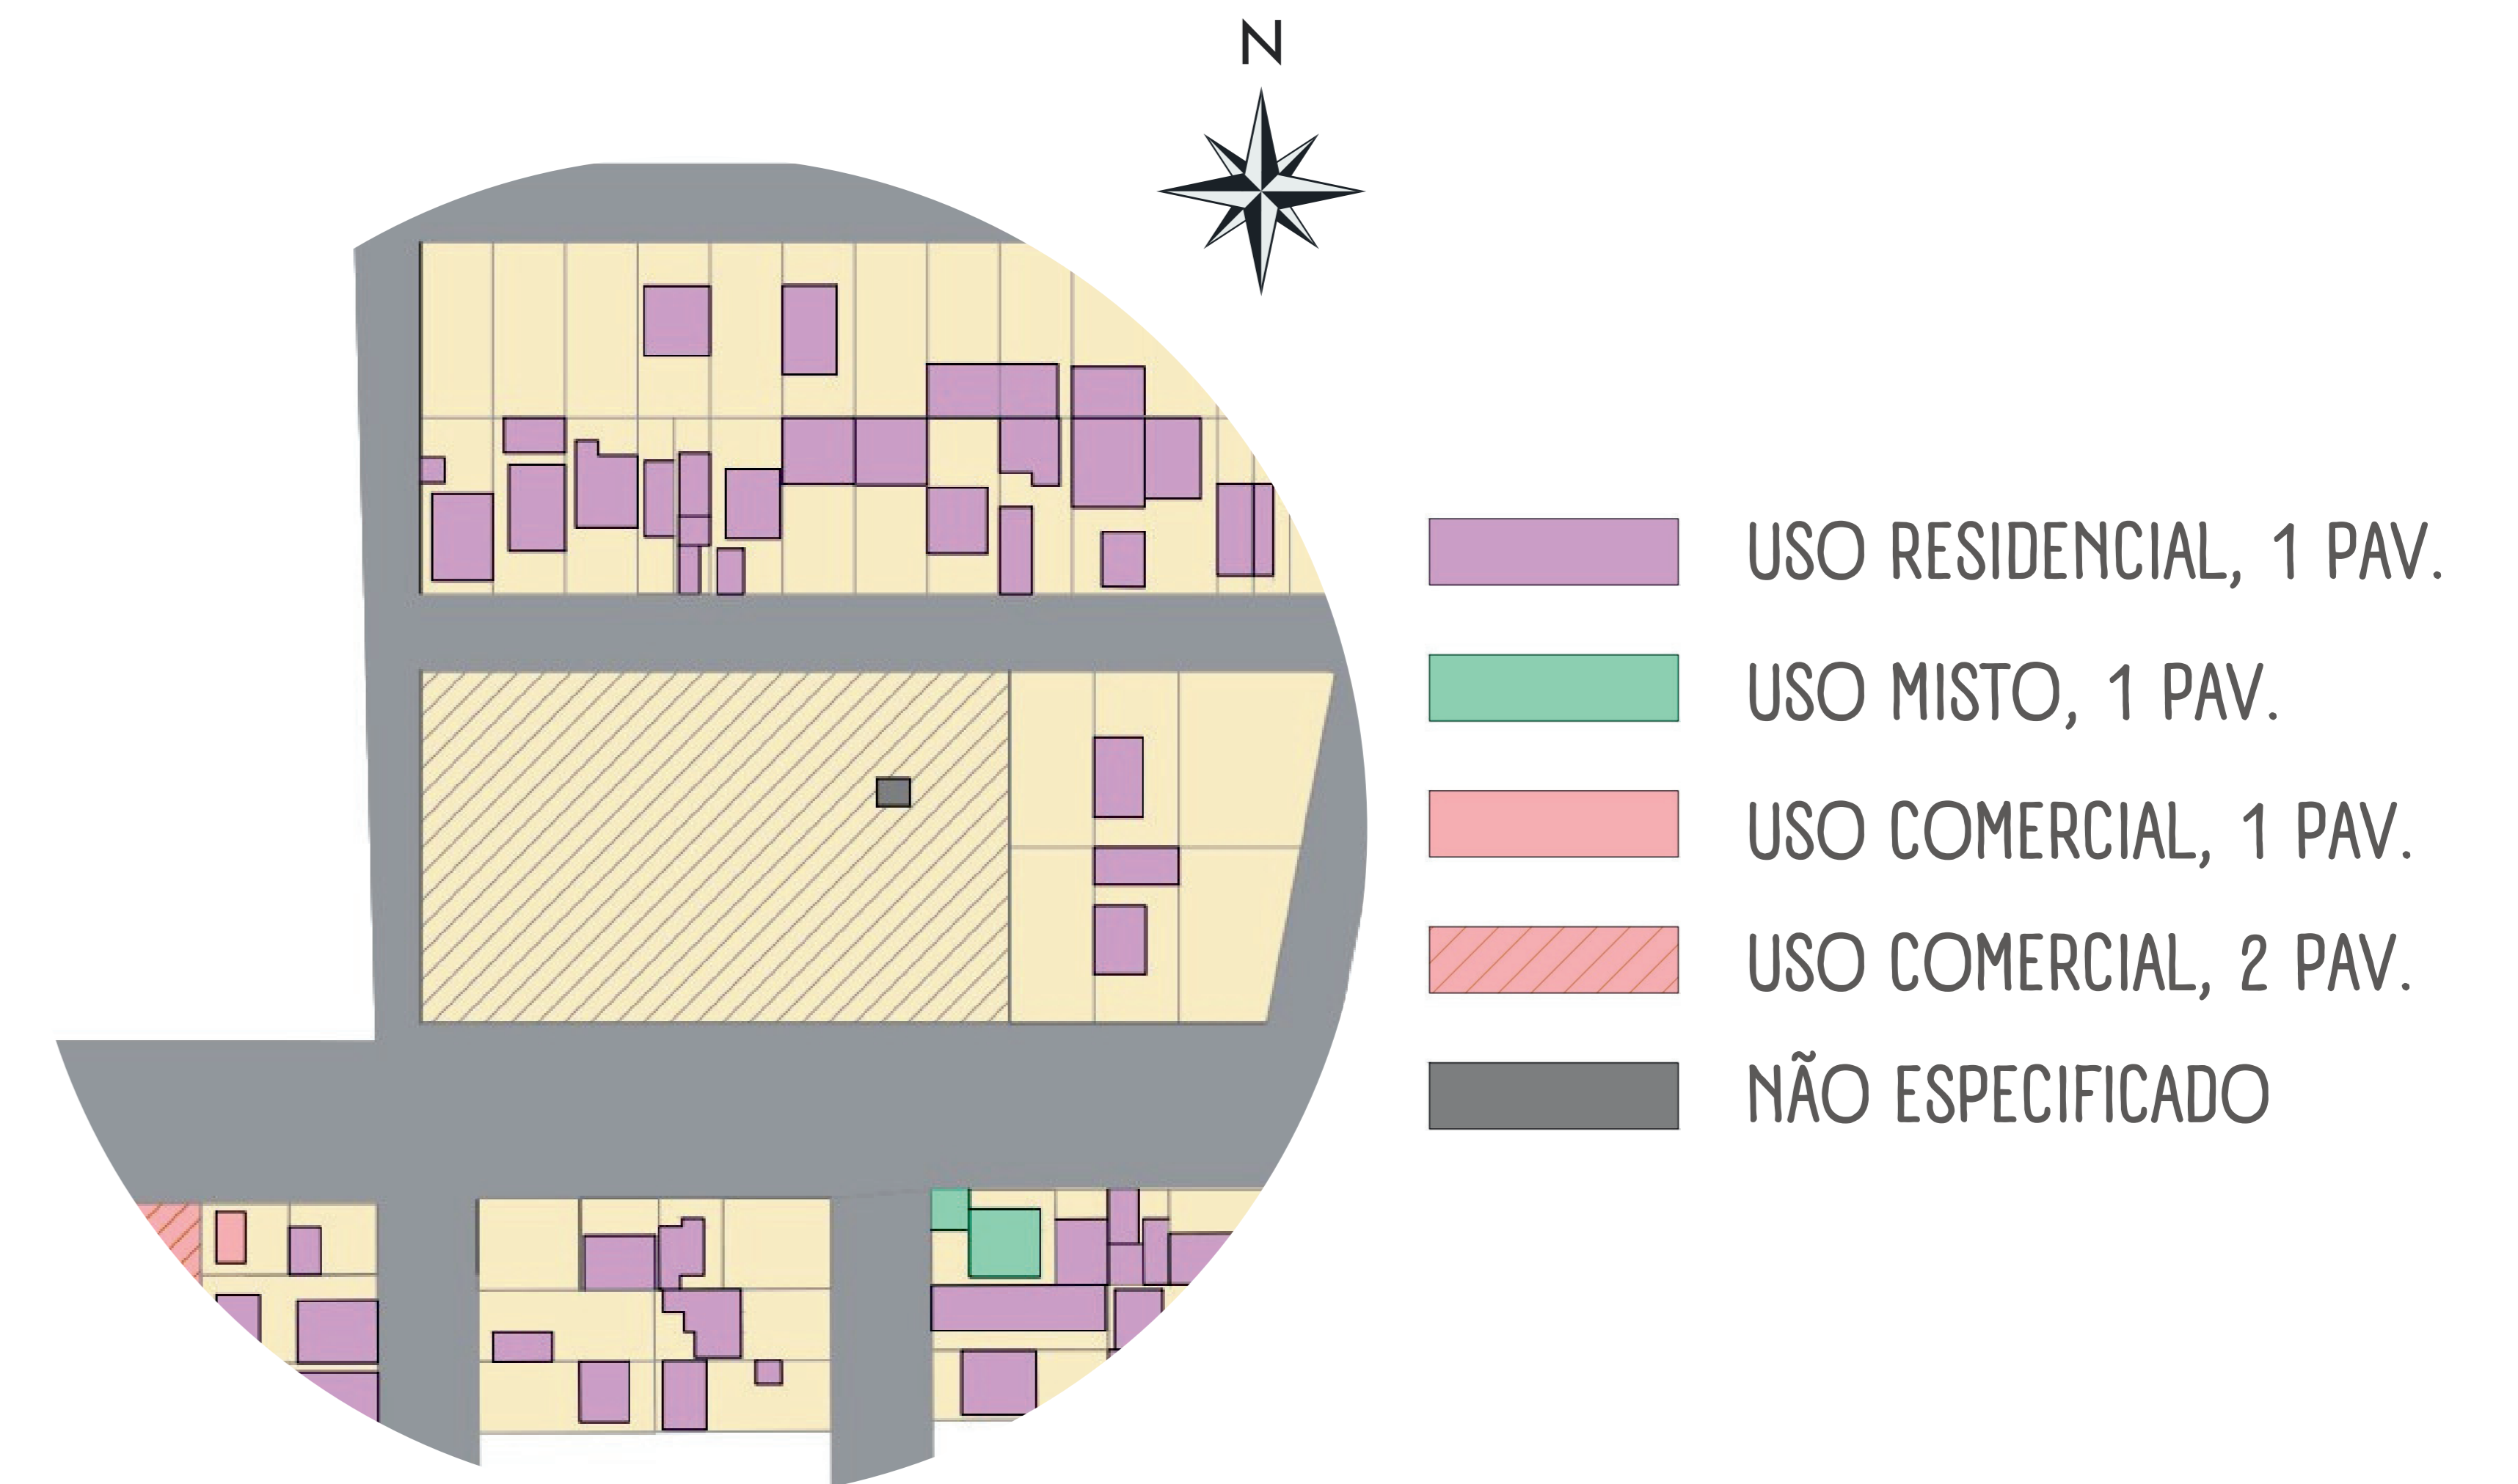 N
USO RESIDENCIAL, 1 PAV.
USO MISTO, 1 PAV.
USO COMERCIAL, 1 PAV.
USO COMERCIAL, 2 PAV.
NÃO ESPECIFICADO